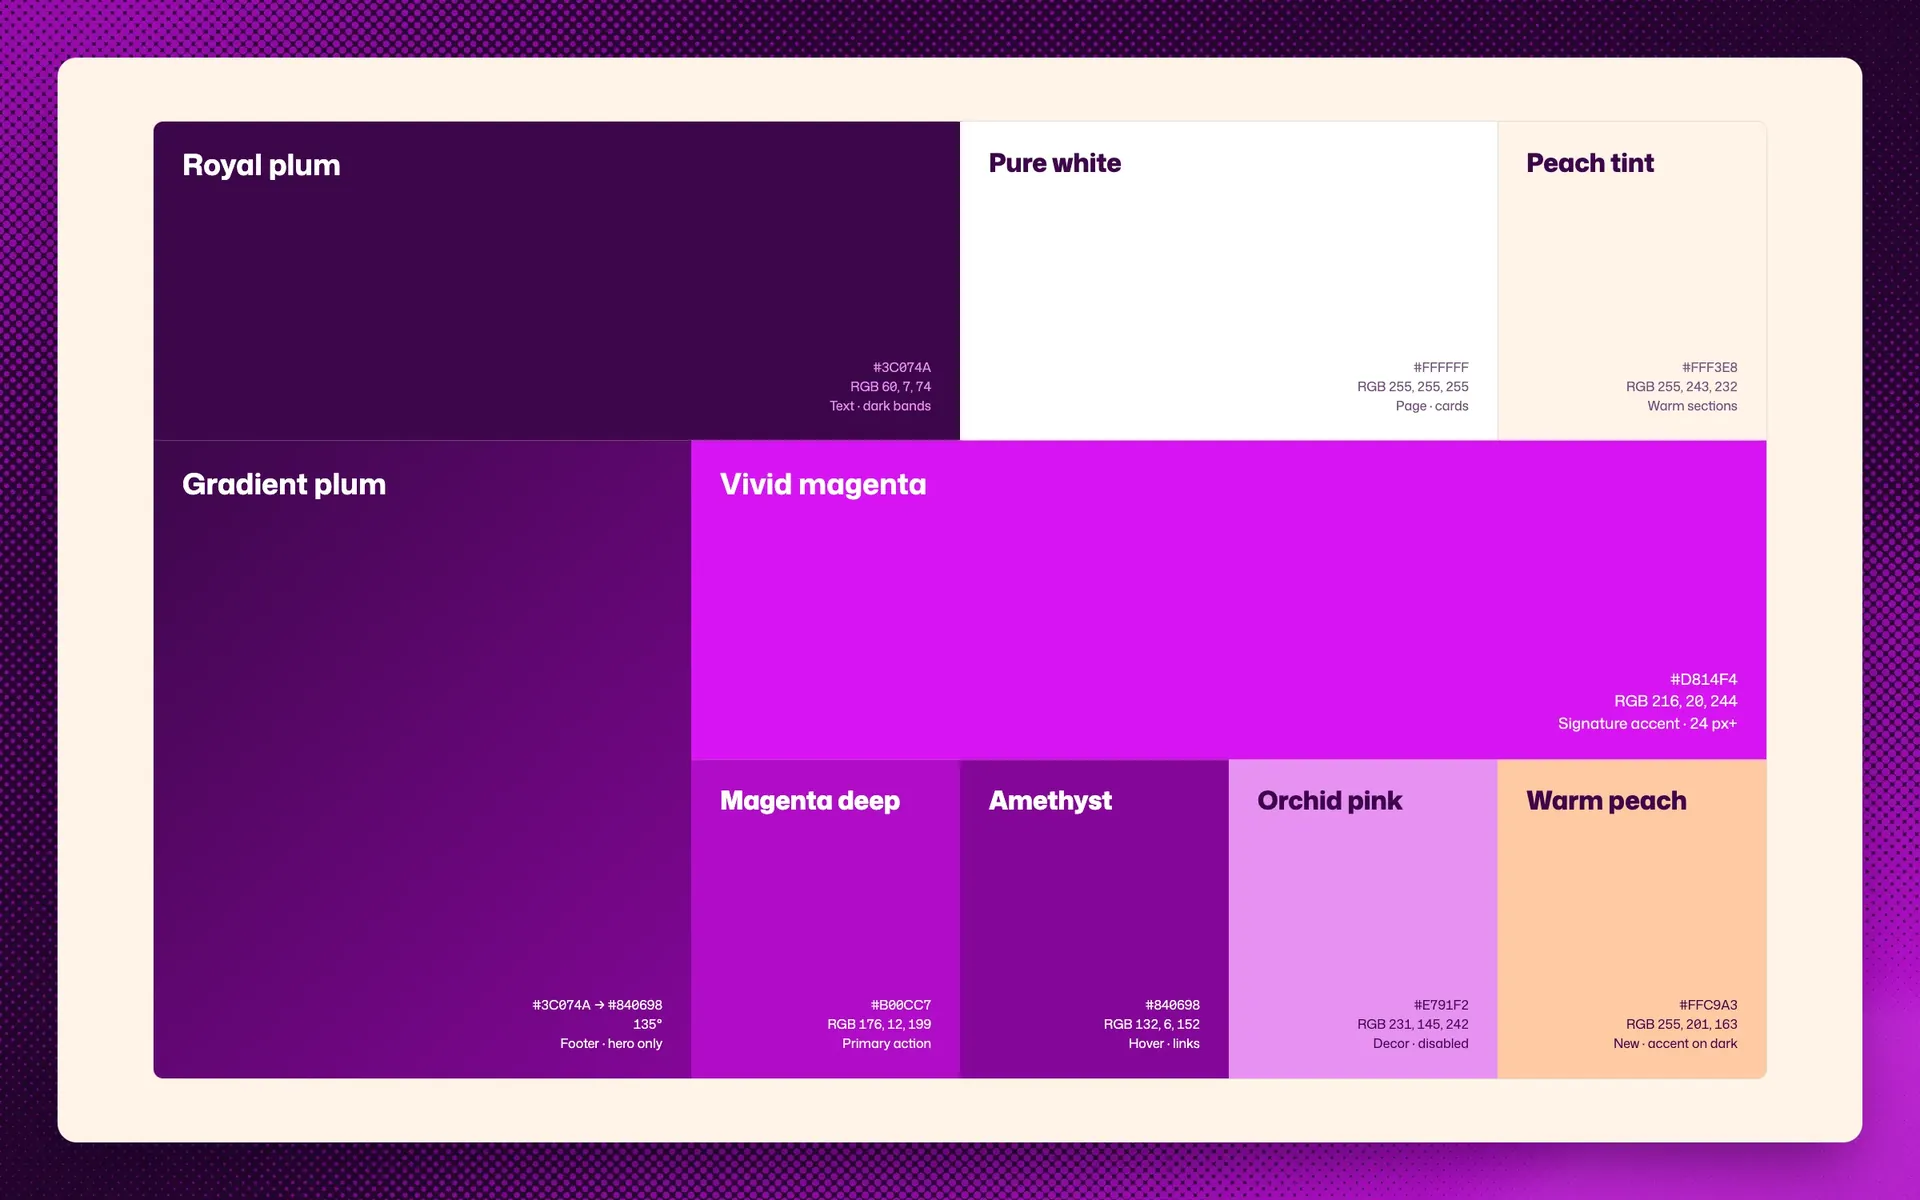 Royal plum
#3C074A
RGB 60, 7, 74
Text · dark bands
Pure white
#FFFFFF
RGB 255, 255, 255
Page · cards
Peach tint
#FFF3E8
RGB 255, 243, 232
Warm sections
Gradient plum
#3C074A → #840698
135°
Footer · hero only
Vivid magenta
#D814F4
RGB 216, 20, 244
Signature accent · 24 px+
Magenta deep
#B00CC7
RGB 176, 12, 199
Primary action
Amethyst
#840698
RGB 132, 6, 152
Hover · links
Orchid pink
#E791F2
RGB 231, 145, 242
Decor · disabled
Warm peach
#FFC9A3
RGB 255, 201, 163
New · accent on dark